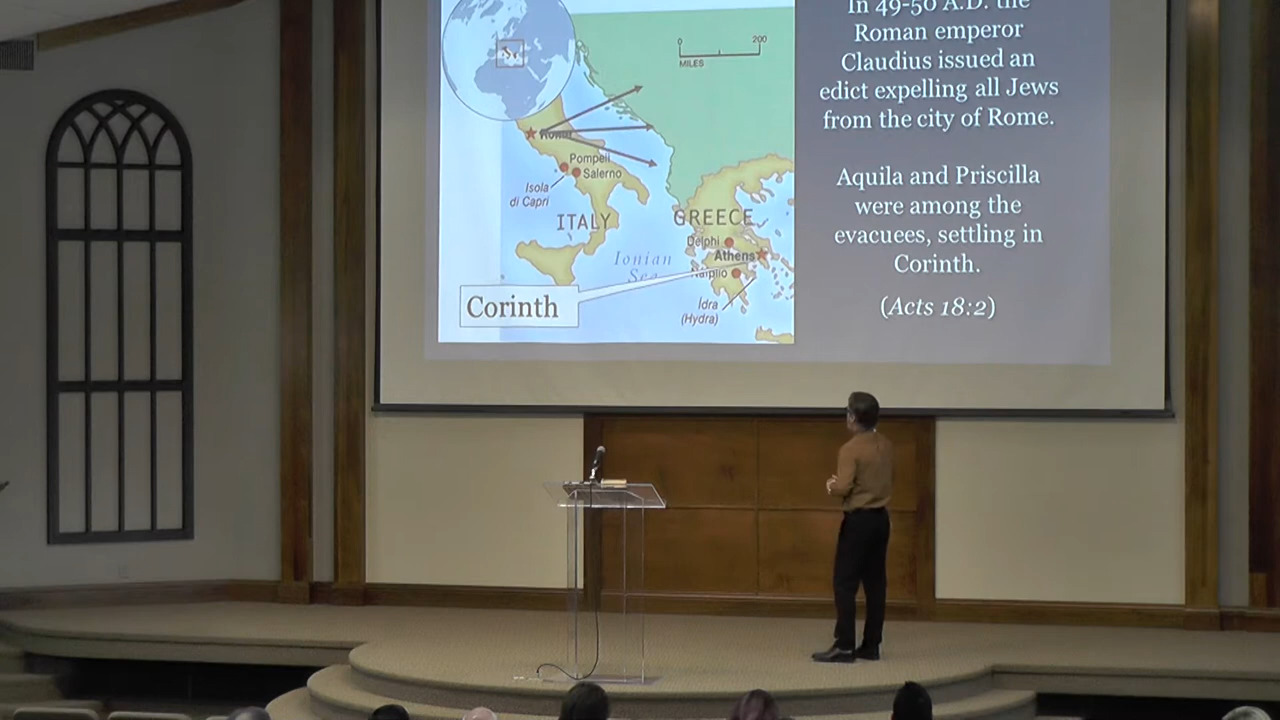 In 49-50 A.D. the
Roman emperor
Claudius issued an
edict expelling all Jews
from the city of Rome.
Aquila and Priscilla
were among the
evacuees, settling in
Corinth.
(Acts 18:2)
0 200
MILES
Rome
Pompeii
Salerno
Isola
di Capri
ITALY
GREECE
Delphi
Athens
Ionian
Sea
Nafplio
Corinth
Idra
(Hydra)